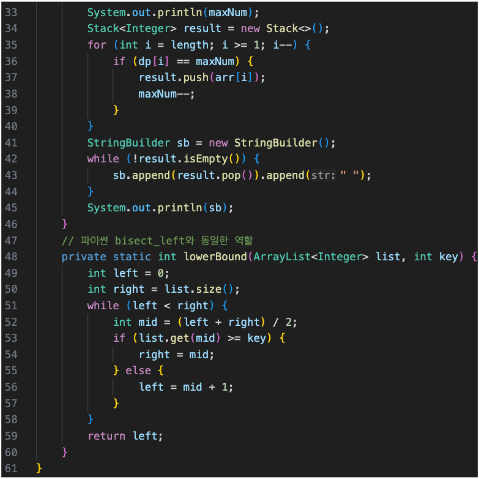 33 System.out.println(maxNum);
34 Stack<Integer> result = new Stack<>();
35 for (int i = length; i >= 1; i--) {
36 if (dp[i] == maxNum) {
37 result.push(arr[i]);
38 maxNum--;
39 }
40 }
41 StringBuilder sb = new StringBuilder();
42 while (!result.isEmpty()) {
43 sb.append(result.pop()).append(str:" ");
44 }
45 System.out.println(sb);
46 }
47 // 파이썬 bisect_left와 동일한 역할
48 private static int lowerBound(ArrayList<Integer> list, int key) {
49 int left = 0;
50 int right = list.size();
51 while (left < right) {
52 int mid = (left + right) / 2;
53 if (list.get(mid) >= key) {
54 right = mid;
55 } else {
56 left = mid + 1;
57 }
58 }
59 return left;
60 }
61 }